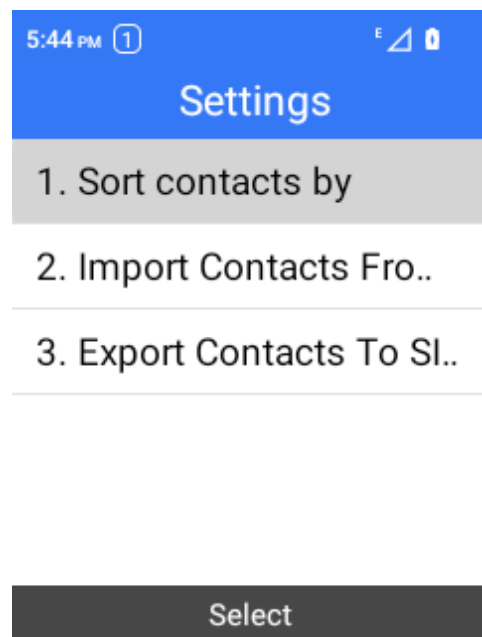 5:44 PM 1 E
Settings
1. Sort contacts by
2. Import Contacts Fro..
3. Export Contacts To SI..
Select